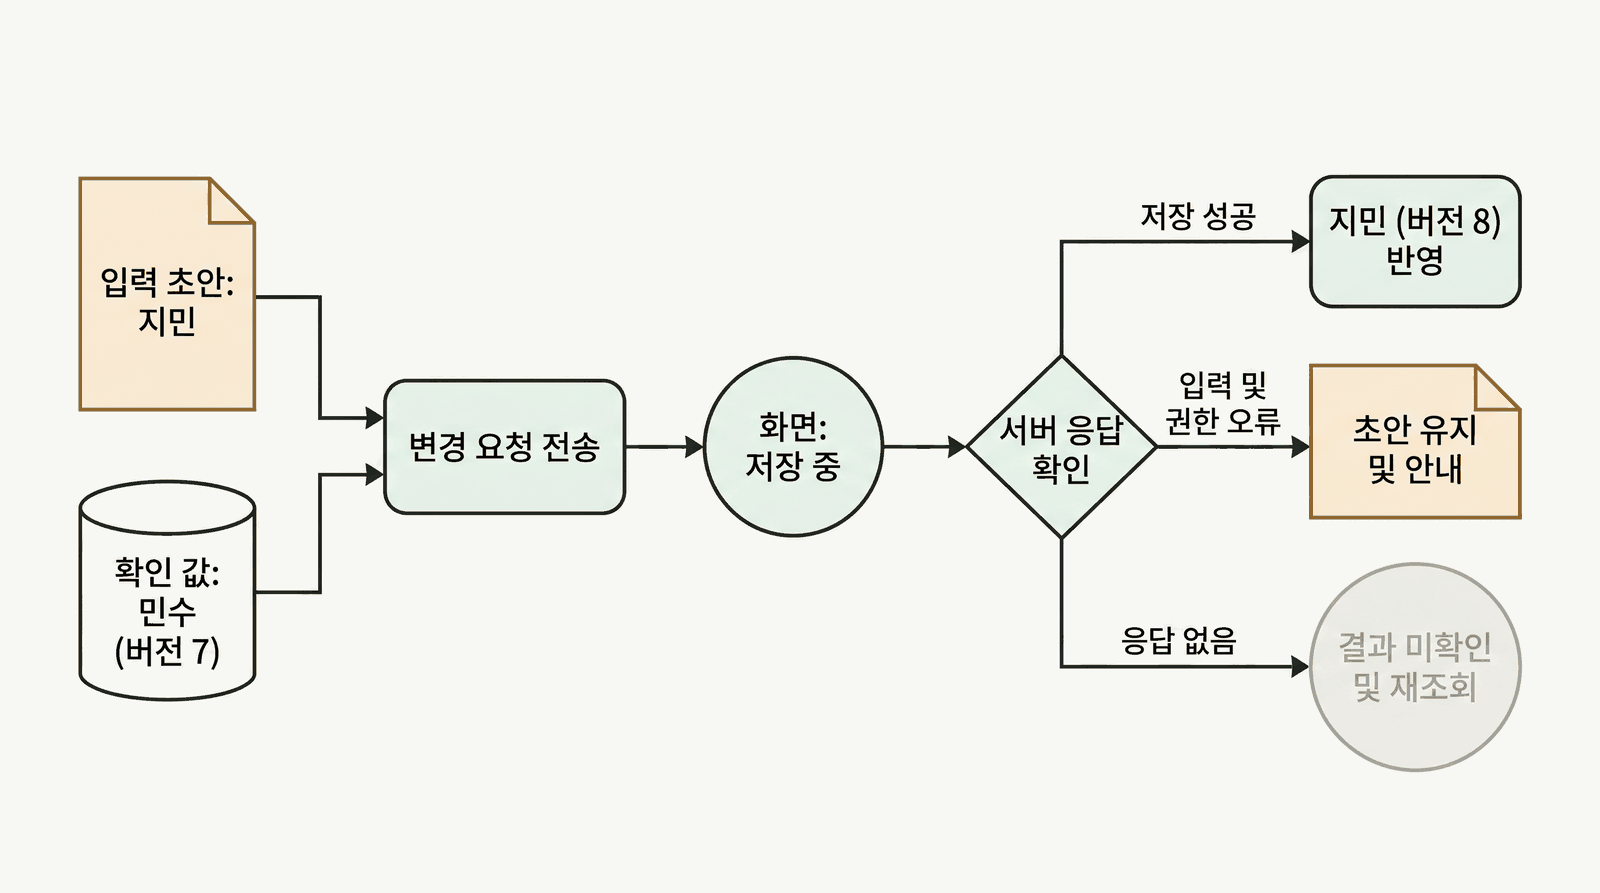 입력 초안:
지민
확인 값:
민수
(버전 7)
변경 요청 전송
화면:
저장 중
서버 응답
확인
저장 성공
지민 (버전 8)
반영
입력 및
권한 오류
초안 유지
및 안내
응답 없음
결과 미확인
및 재조회